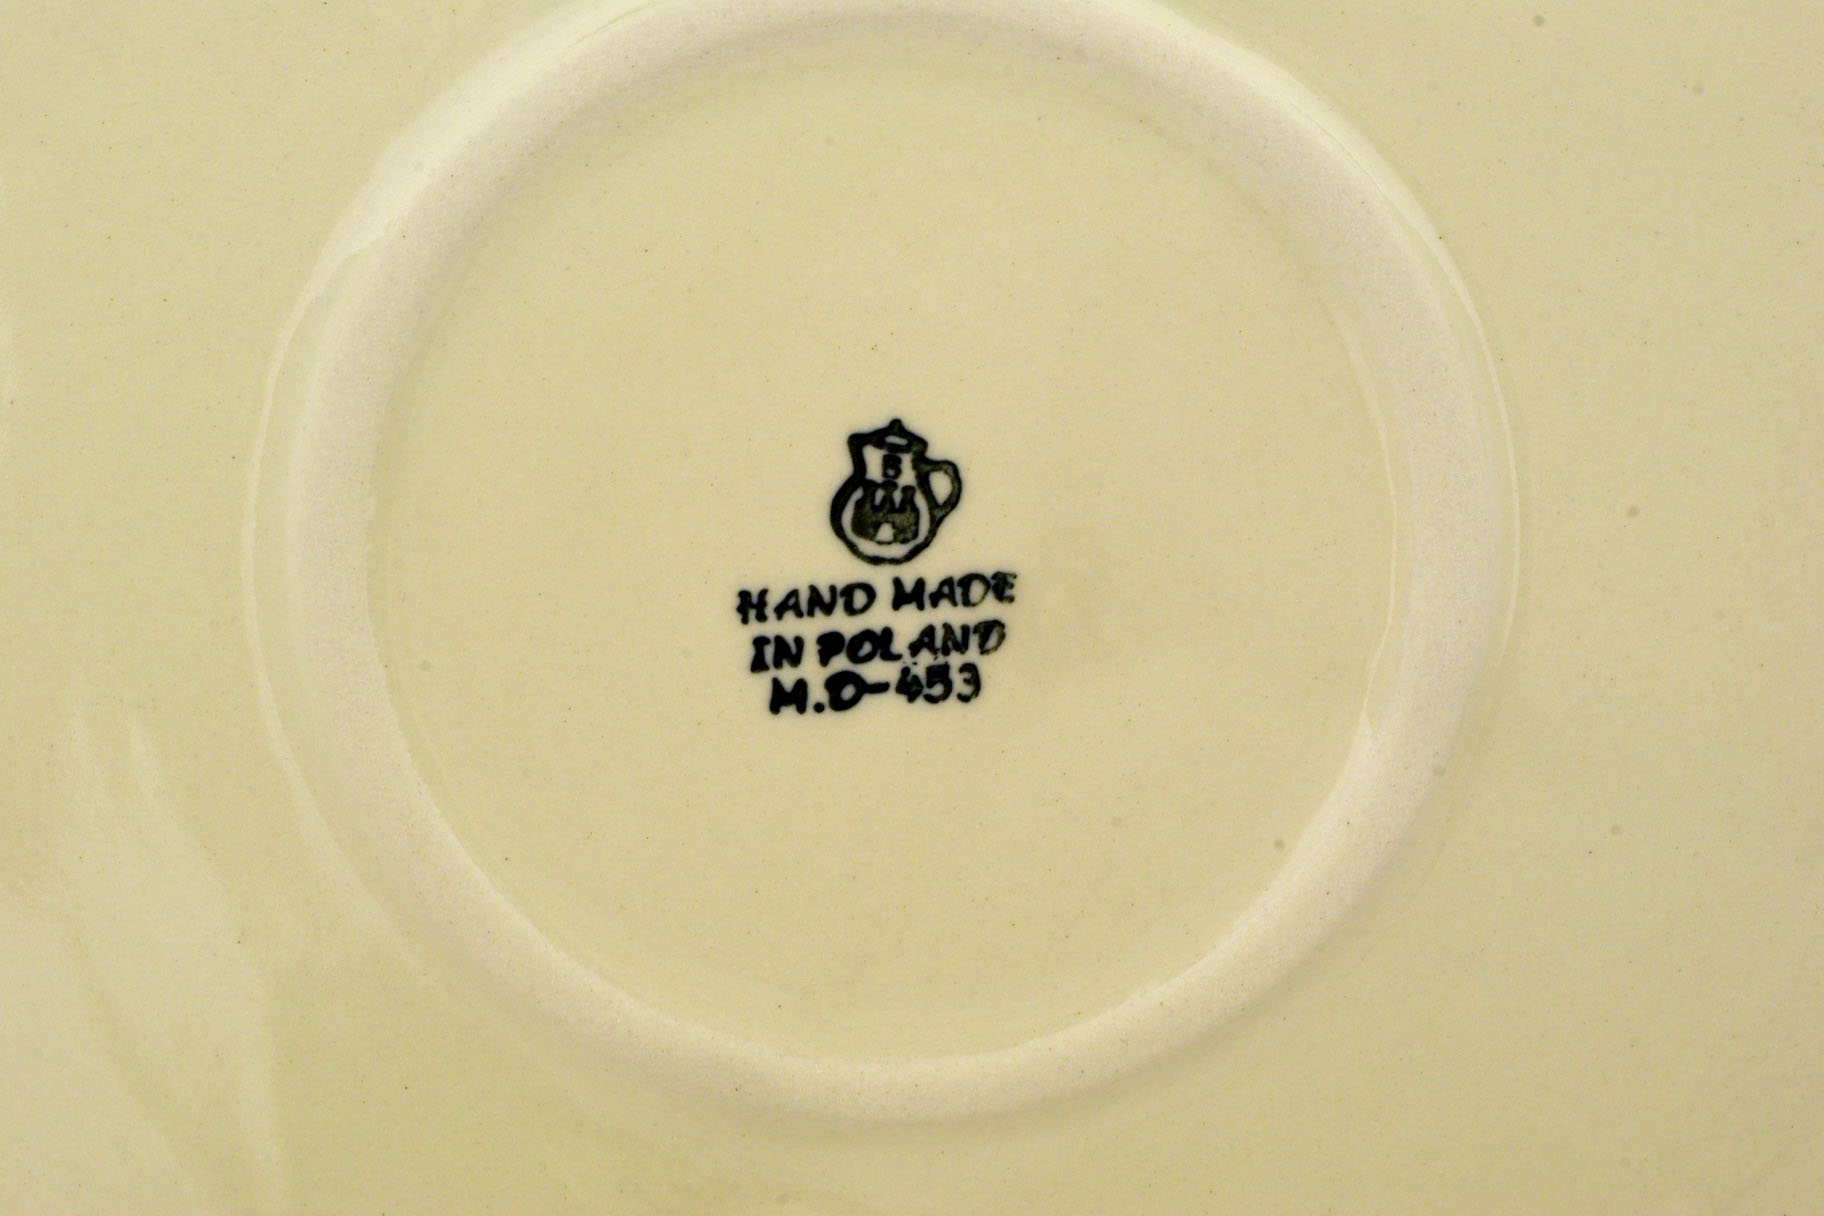 B
HAND MADE
IN POLAND
M.D-453